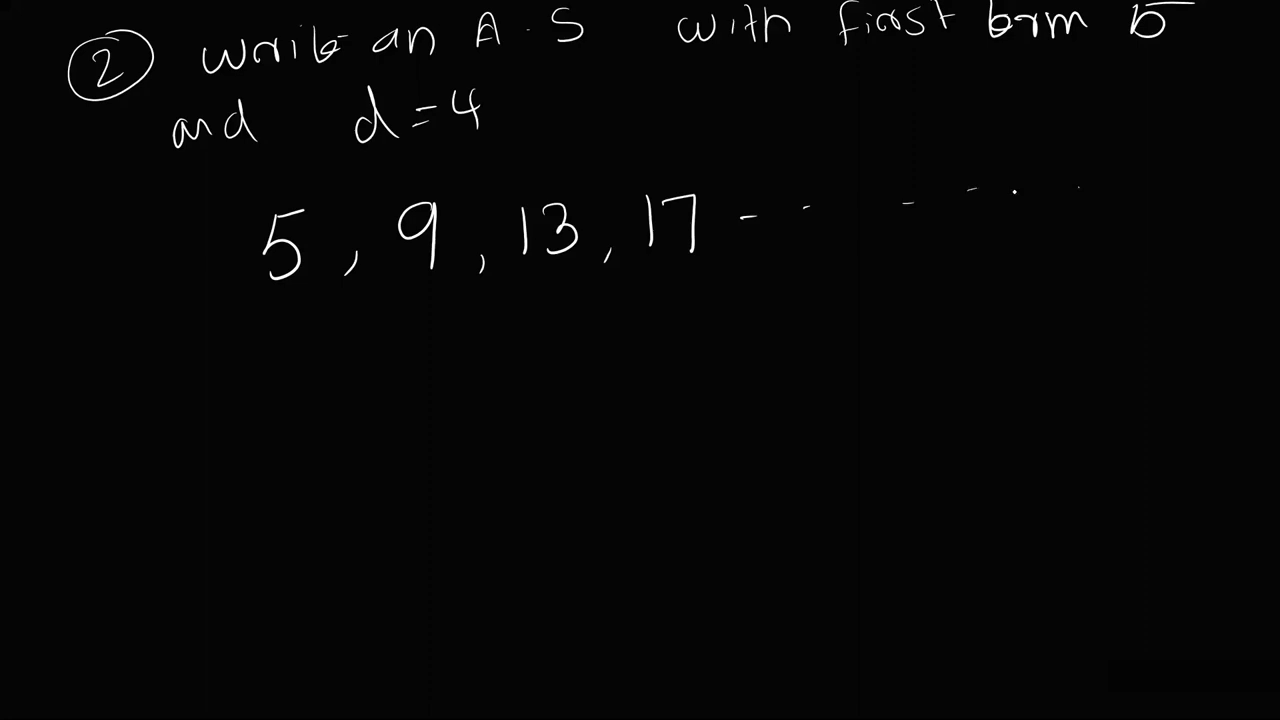 ② Write an A.S with first term 5
and d=4
5, 9, 13, 17 - - - - - -